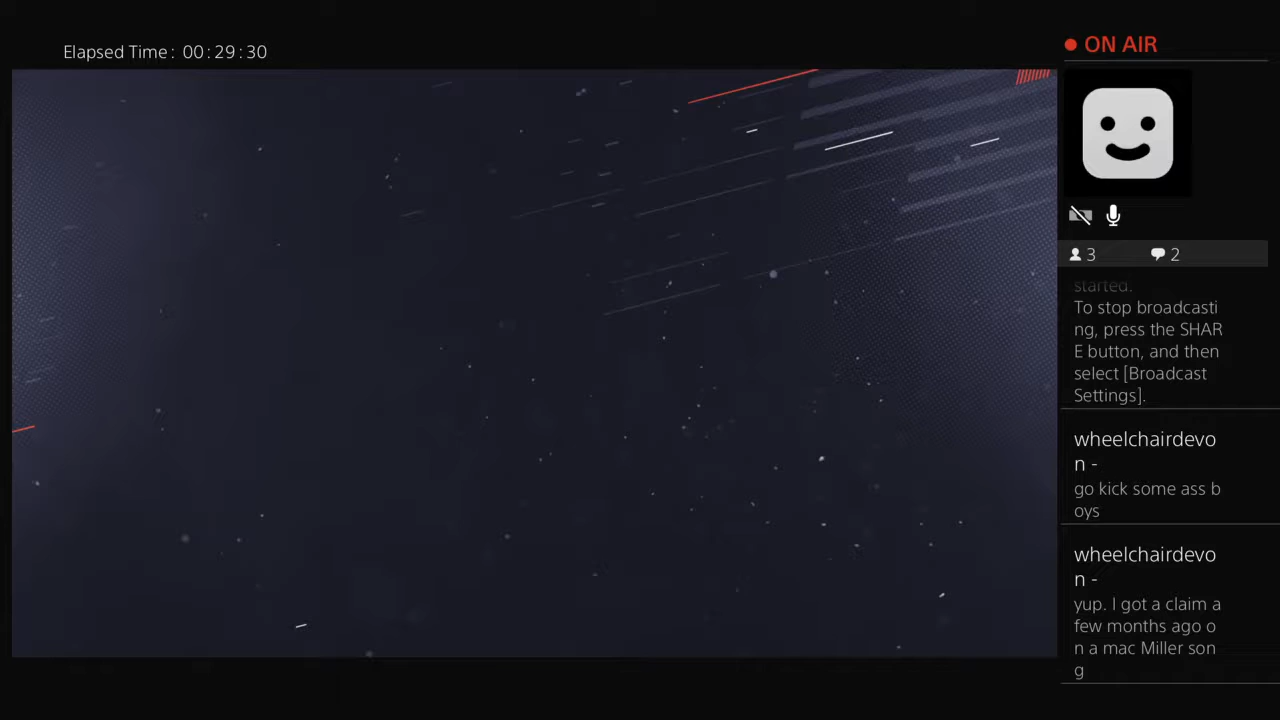 Elapsed Time: 00:29:30
ON AIR
3 2
started.
To stop broadcasti
ng, press the SHAR
E button, and then
select [Broadcast
Settings].
wheelchairdevo
n -
go kick some ass b
oys
wheelchairdevo
n -
yup. I got a claim a
few months ago o
n a mac Miller son
g